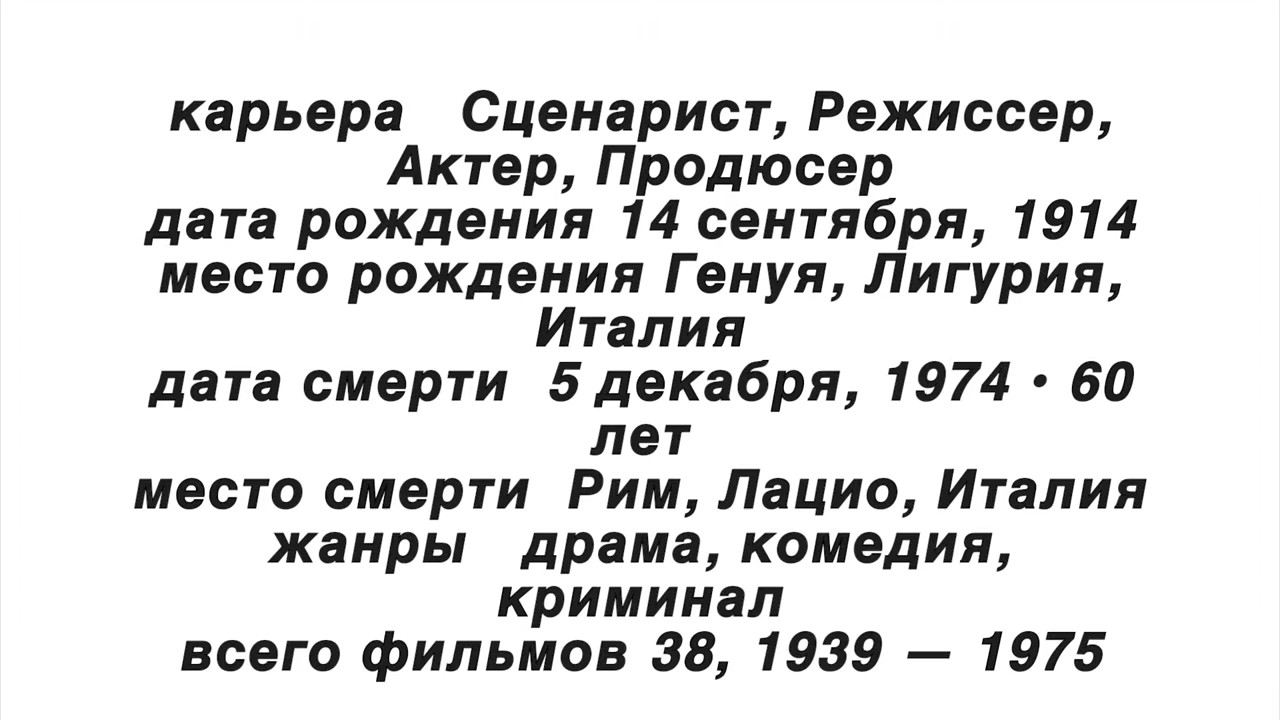 карьера Сценарист, Режиссер,
Актер, Продюсер
дата рождения 14 сентября, 1914
место рождения Генуя, Лигурия,
Италия
дата смерти 5 декабря, 1974 • 60
лет
место смерти Рим, Лацио, Италия
жанры драма, комедия,
криминал
всего фильмов 38, 1939 — 1975